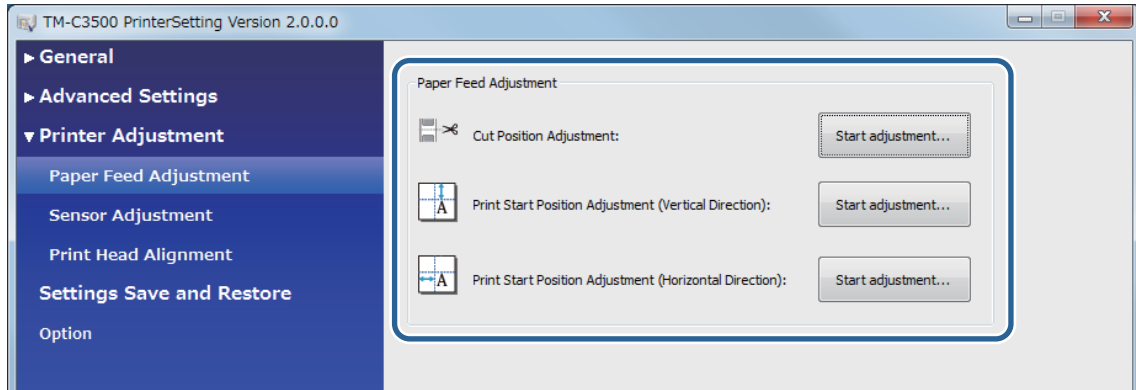 TM-C3500 PrinterSetting Version 2.0.0.0
General
Advanced Settings
Printer Adjustment
Paper Feed Adjustment
Sensor Adjustment
Print Head Alignment
Settings Save and Restore
Option
Paper Feed Adjustment
Cut Position Adjustment:
Start adjustment...
A
Print Start Position Adjustment (Vertical Direction):
Start adjustment...
A
Print Start Position Adjustment (Horizontal Direction):
Start adjustment...